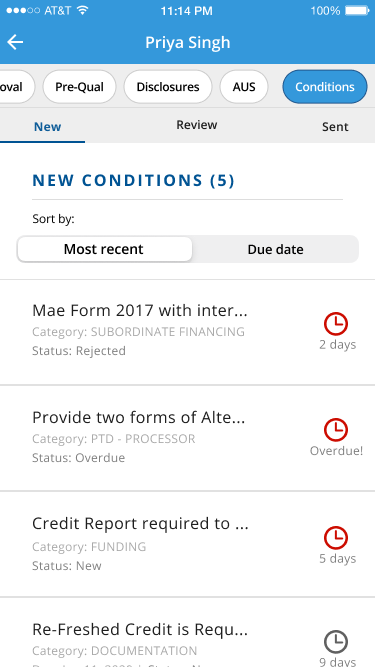 AT&T 11:14 PM 100%
Priya Singh
oval Pre-Qual Disclosures AUS Conditions
New Review Sent
NEW CONDITIONS (5)
Sort by:
Most recent Due date
Mae Form 2017 with inter...
Category: SUBORDINATE FINANCING
Status: Rejected
2 days
Provide two forms of Alte...
Category: PTD - PROCESSOR
Status: Overdue
Overdue!
Credit Report required to ...
Category: FUNDING
Status: New
5 days
Re-Freshed Credit is Requ...
Category: DOCUMENTATION
9 days